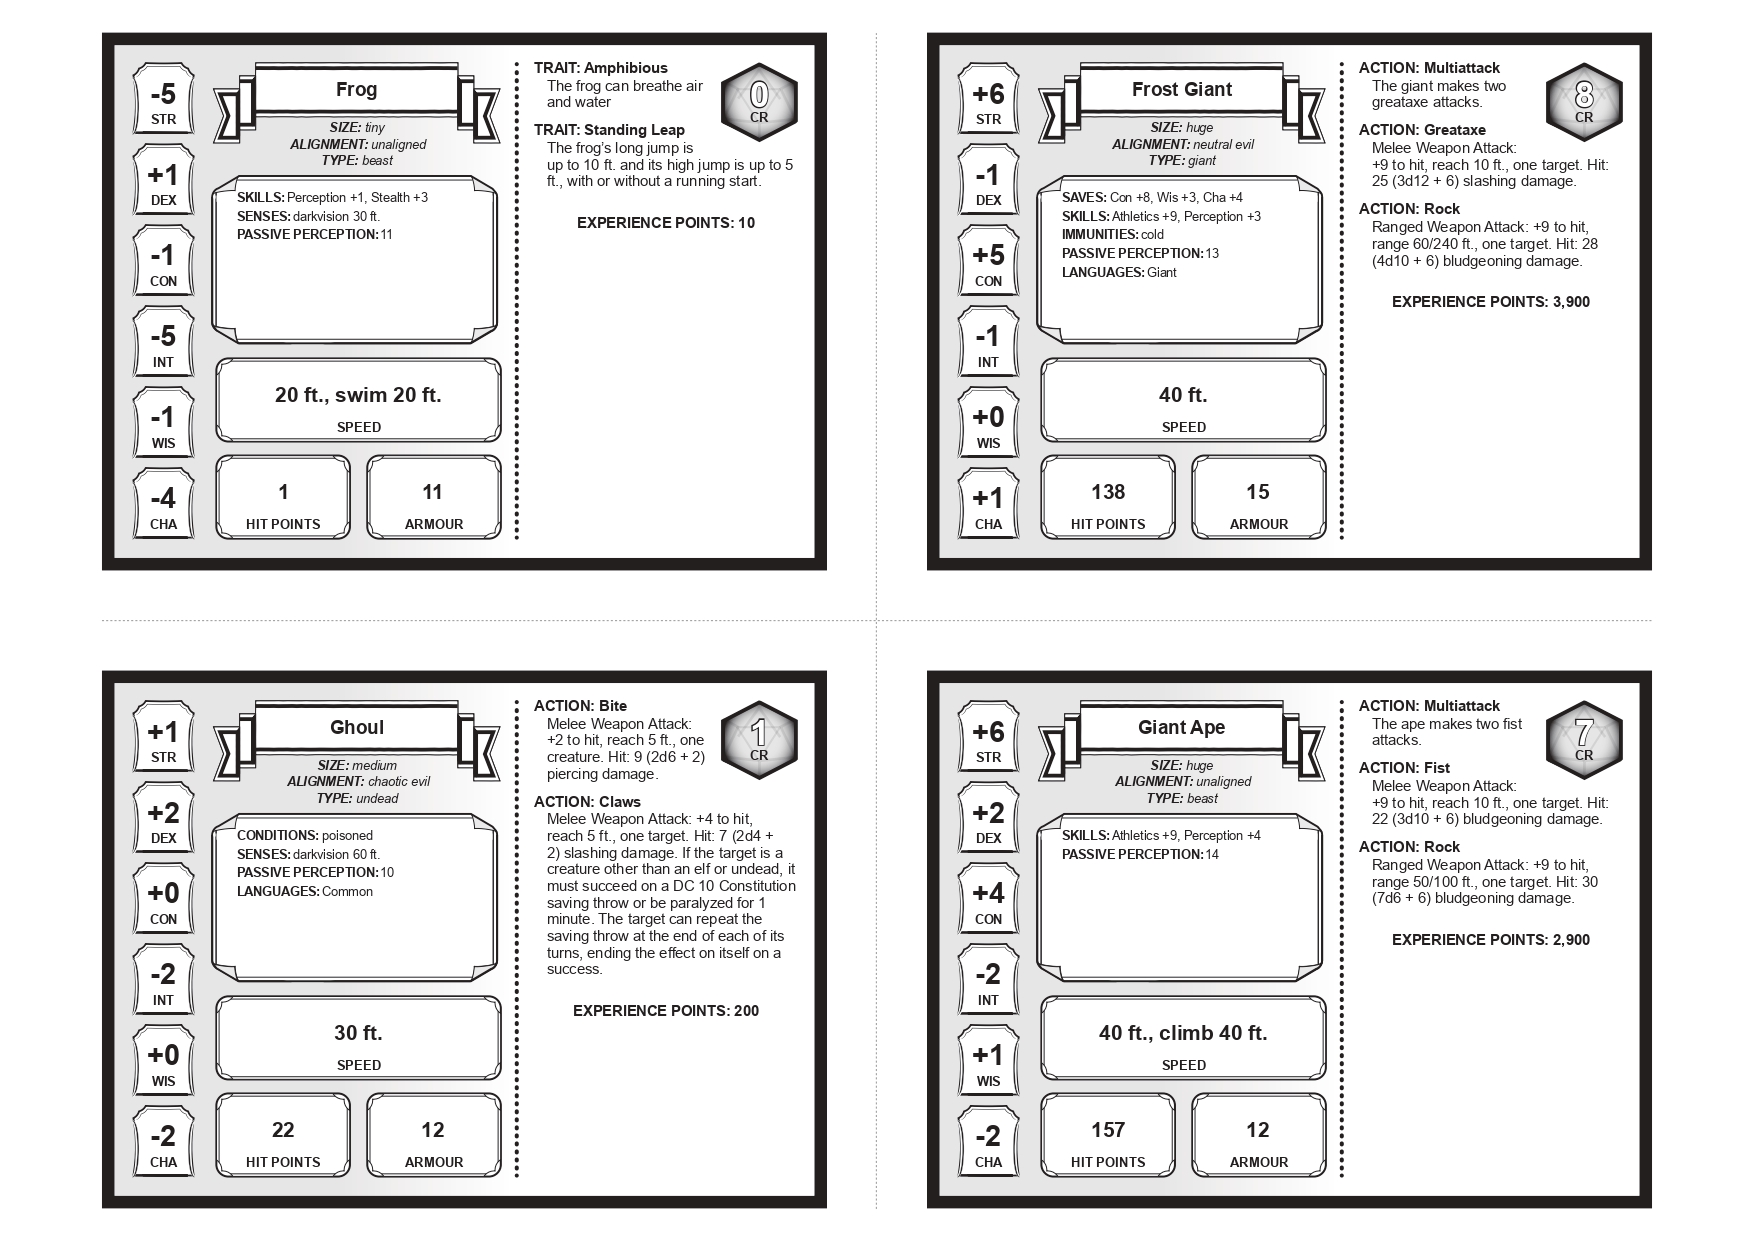 -5
STR
+1
DEX
-1
CON
-5
INT
-1
WIS
-4
CHA
Frog
SIZE: tiny
ALIGNMENT: unaligned
TYPE: beast
SKILLS: Perception +1, Stealth +3
SENSES: darkvision 30 ft.
PASSIVE PERCEPTION: 11
20 ft., swim 20 ft.
SPEED
1
HIT POINTS
11
ARMOUR
TRAIT: Amphibious
The frog can breathe air
and water
TRAIT: Standing Leap
The frog's long jump is
up to 10 ft. and its high jump is up to 5
ft., with or without a running start.
EXPERIENCE POINTS: 10
0
CR
+6
STR
-1
DEX
+5
CON
-1
INT
+0
WIS
+1
CHA
Frost Giant
SIZE: huge
ALIGNMENT: neutral evil
TYPE: giant
SAVES: Con +8, Wis +3, Cha +4
SKILLS: Athletics +9, Perception +3
IMMUNITIES: cold
PASSIVE PERCEPTION: 13
LANGUAGES: Giant
40 ft.
SPEED
138
HIT POINTS
15
ARMOUR
ACTION: Multiattack
The giant makes two
greataxe attacks.
ACTION: Greataxe
Melee Weapon Attack:
+9 to hit, reach 10 ft., one target. Hit:
25 (3d12 + 6) slashing damage.
ACTION: Rock
Ranged Weapon Attack: +9 to hit,
range 60/240 ft., one target. Hit: 28
(4d10 + 6) bludgeoning damage.
EXPERIENCE POINTS: 3,900
8
CR
+1
STR
+2
DEX
+0
CON
-2
INT
+0
WIS
-2
CHA
Ghoul
SIZE: medium
ALIGNMENT: chaotic evil
TYPE: undead
CONDITIONS: poisoned
SENSES: darkvision 60 ft.
PASSIVE PERCEPTION: 10
LANGUAGES: Common
30 ft.
SPEED
22
HIT POINTS
12
ARMOUR
ACTION: Bite
Melee Weapon Attack:
+2 to hit, reach 5 ft., one
creature. Hit: 9 (2d6 + 2)
piercing damage.
ACTION: Claws
Melee Weapon Attack: +4 to hit,
reach 5 ft., one target. Hit: 7 (2d4 +
2) slashing damage. If the target is a
creature other than an elf or undead, it
must succeed on a DC 10 Constitution
saving throw or be paralyzed for 1
minute. The target can repeat the
saving throw at the end of each of its
turns, ending the effect on itself on a
success.
EXPERIENCE POINTS: 200
1
CR
+6
STR
+2
DEX
+4
CON
-2
INT
+1
WIS
-2
CHA
Giant Ape
SIZE: huge
ALIGNMENT: unaligned
TYPE: beast
SKILLS: Athletics +9, Perception +4
PASSIVE PERCEPTION: 14
40 ft., climb 40 ft.
SPEED
157
HIT POINTS
12
ARMOUR
ACTION: Multiattack
The ape makes two fist
attacks.
ACTION: Fist
Melee Weapon Attack:
+9 to hit, reach 10 ft., one target. Hit:
22 (3d10 + 6) bludgeoning damage.
ACTION: Rock
Ranged Weapon Attack: +9 to hit,
range 50/100 ft., one target. Hit: 30
(7d6 + 6) bludgeoning damage.
EXPERIENCE POINTS: 2,900
7
CR